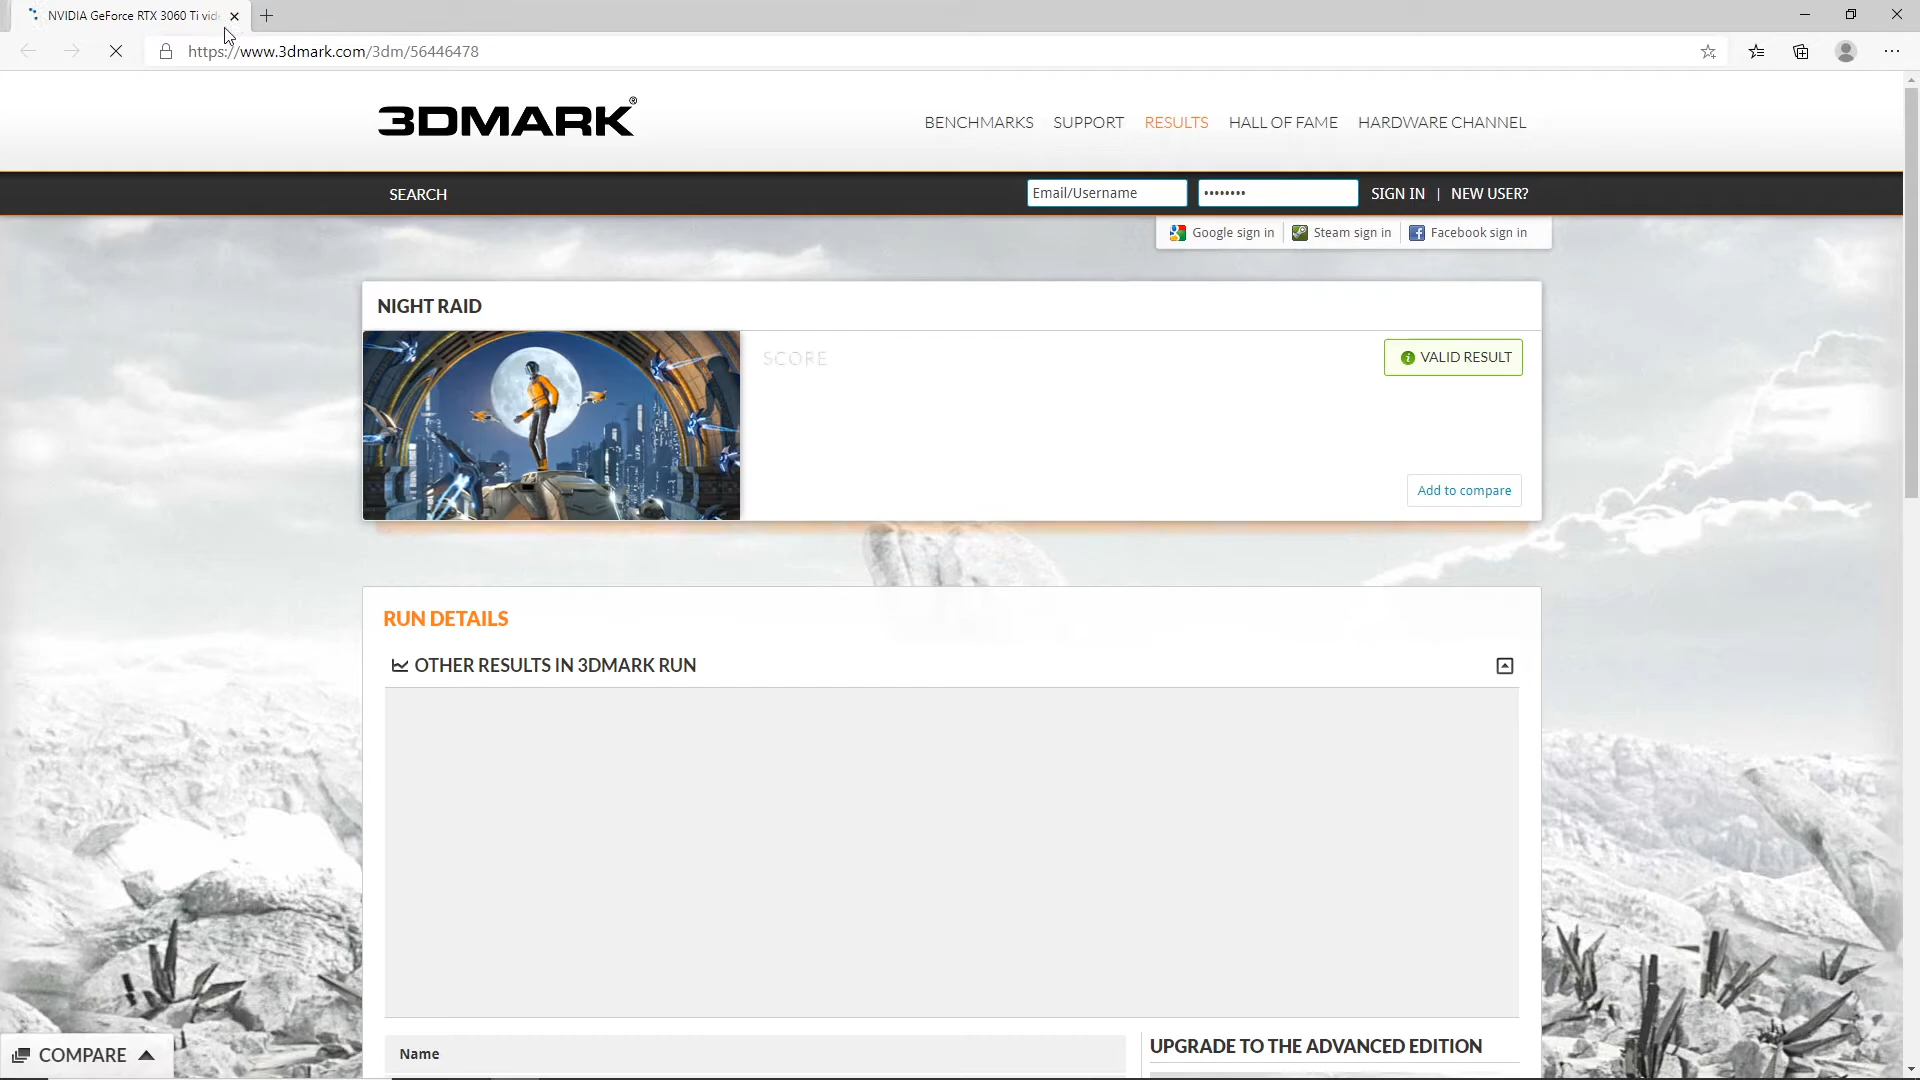 NVIDIA GeForce RTX 3060 Ti vid
https://www.3dmark.com/3dm/56446478
3DMARK®
BENCHMARKS SUPPORT RESULTS HALL OF FAME HARDWARE CHANNEL
SEARCH
Email/Username •••••••• SIGN IN | NEW USER?
Google sign in Steam sign in Facebook sign in
NIGHT RAID
SCORE
VALID RESULT
Add to compare
RUN DETAILS
OTHER RESULTS IN 3DMARK RUN
Name
UPGRADE TO THE ADVANCED EDITION
COMPARE